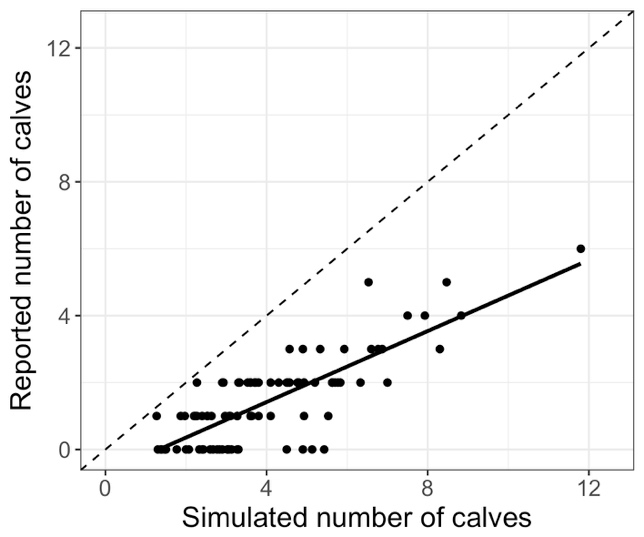 Reported number of calves
12
8
4
0
0 4 8 12
Simulated number of calves